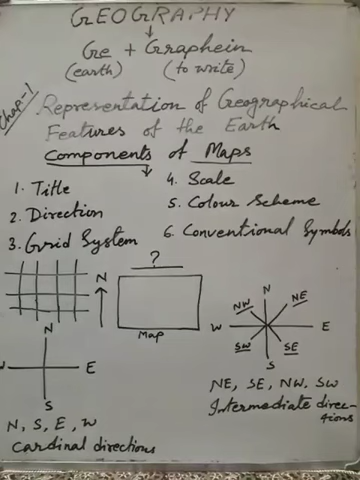 GEOGRAPHY
Ge + Graphein
(earth) (to write)
Chap-1
Representation of Geographical
Features of the Earth
Components of Maps
1. Title
2. Direction
3. Grid System
4. Scale
5. Colour Scheme
6. Conventional Symbols
N
?
Map
N
NW NE
W E
SW SE
S
N
W E
S
N, S, E, W
Cardinal directions
NE, SE, NW, SW
Intermediate direc-
tions